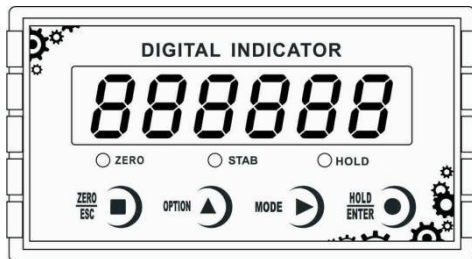 DIGITAL INDICATOR
888888
ZERO STAB HOLD
ZERO
ESC
OPTION
MODE
HOLD
ENTER